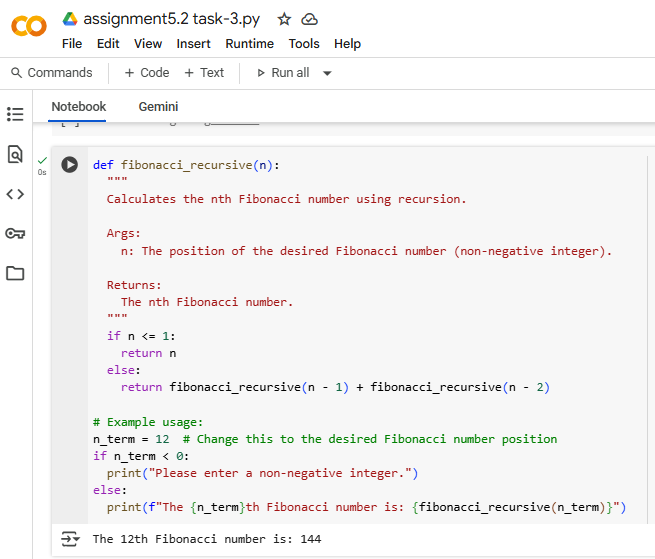 assignment5.2 task-3.py
File Edit View Insert Runtime Tools Help
Commands + Code + Text Run all
Notebook Gemini
0s
def fibonacci_recursive(n):
  """
  Calculates the nth Fibonacci number using recursion.

  Args:
    n: The position of the desired Fibonacci number (non-negative integer).

  Returns:
    The nth Fibonacci number.
  """
  if n <= 1:
    return n
  else:
    return fibonacci_recursive(n - 1) + fibonacci_recursive(n - 2)

# Example usage:
n_term = 12  # Change this to the desired Fibonacci number position
if n_term < 0:
  print("Please enter a non-negative integer.")
else:
  print(f"The {n_term}th Fibonacci number is: {fibonacci_recursive(n_term)}")
The 12th Fibonacci number is: 144